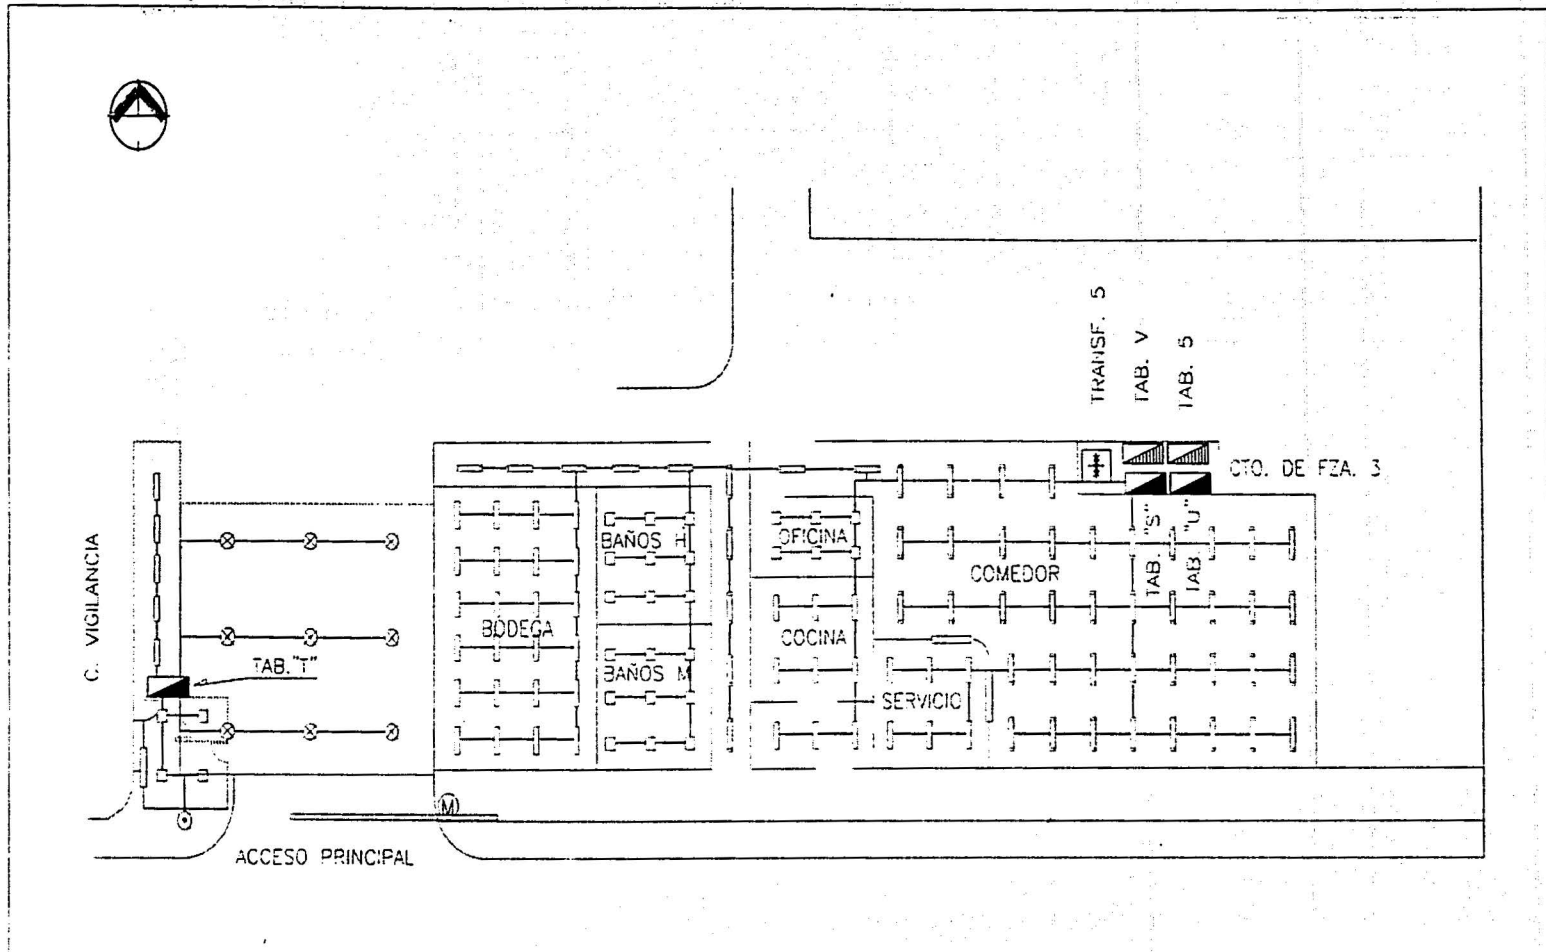 TRANSF. 5
TAB. V
TAB. 5
CTO. DE FZA. 3
C. VIGILANCIA
TAB. "T"
BODEGA
BAÑOS H
BAÑOS M
OFICINA
COCINA
SERVICIO
COMEDOR
TAB. "S"
TAB. "U"
M
ACCESO PRINCIPAL